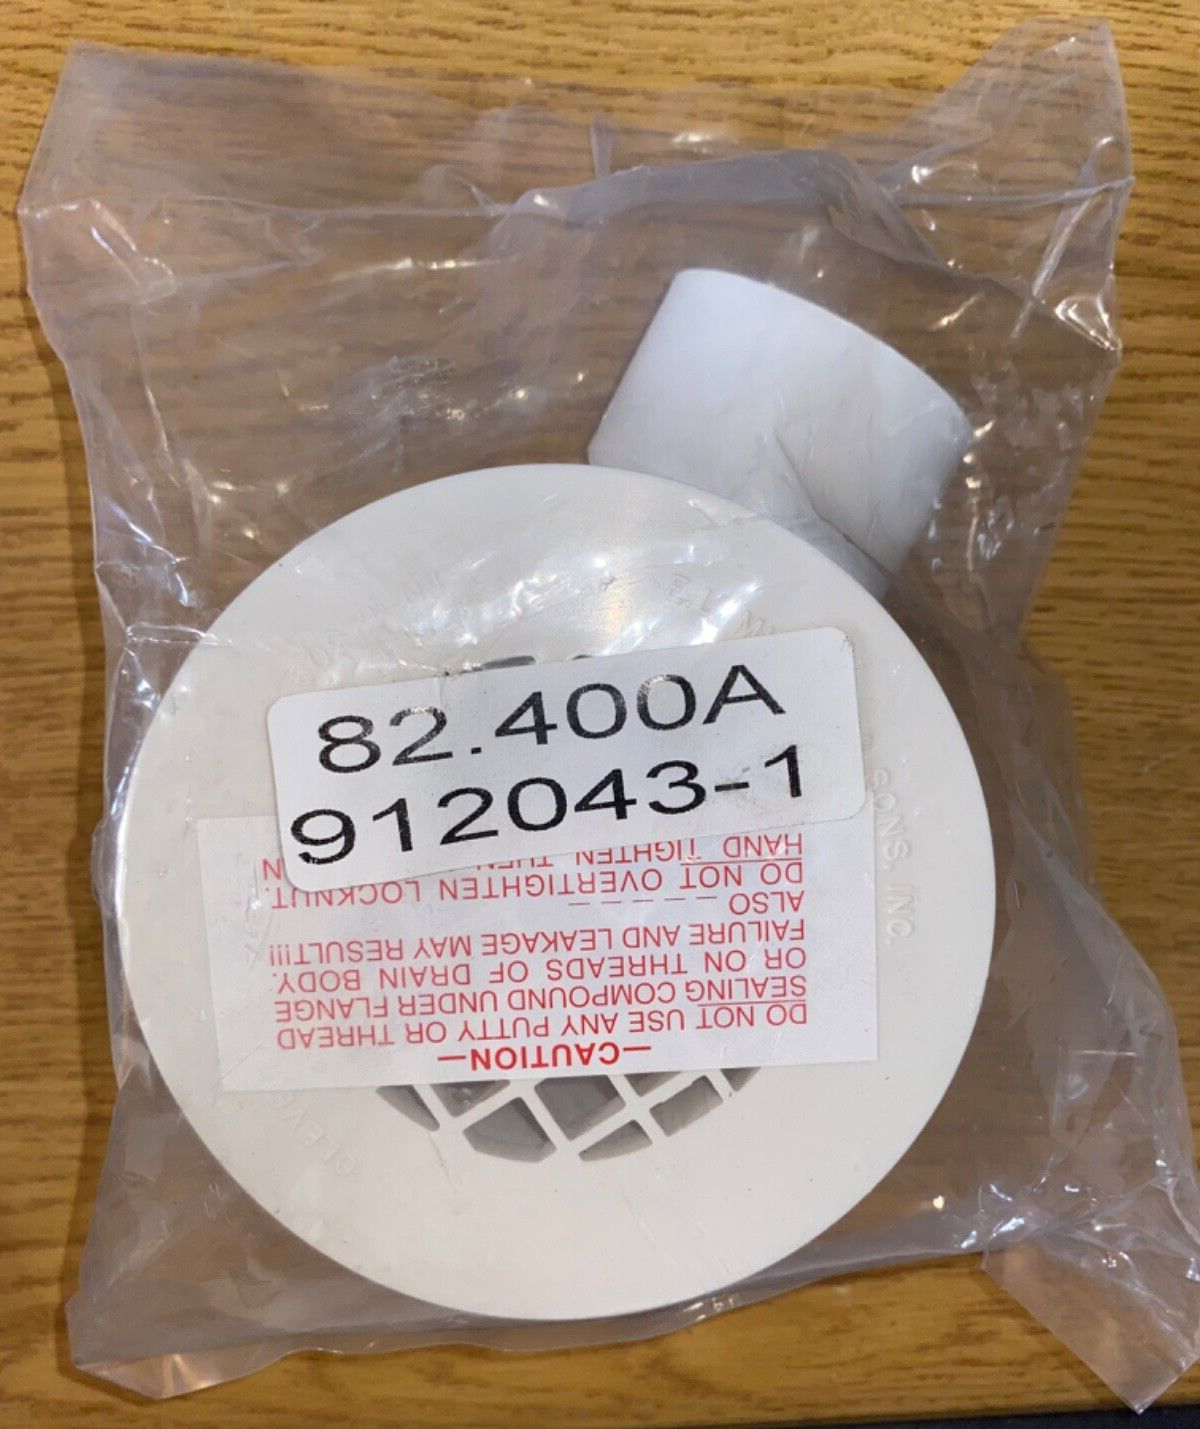 82.400A
912043-1
—CAUTION—
DO NOT USE ANY PUTTY OR THREAD
SEALING COMPOUND UNDER FLANGE
OR ON THREADS OF DRAIN BODY.
FAILURE AND LEAKAGE MAY RESULT!!!!
ALSO — — — — —
DO NOT OVERTIGHTEN LOCKNUT.
HAND TIGHTEN THEN
SONS, INC.